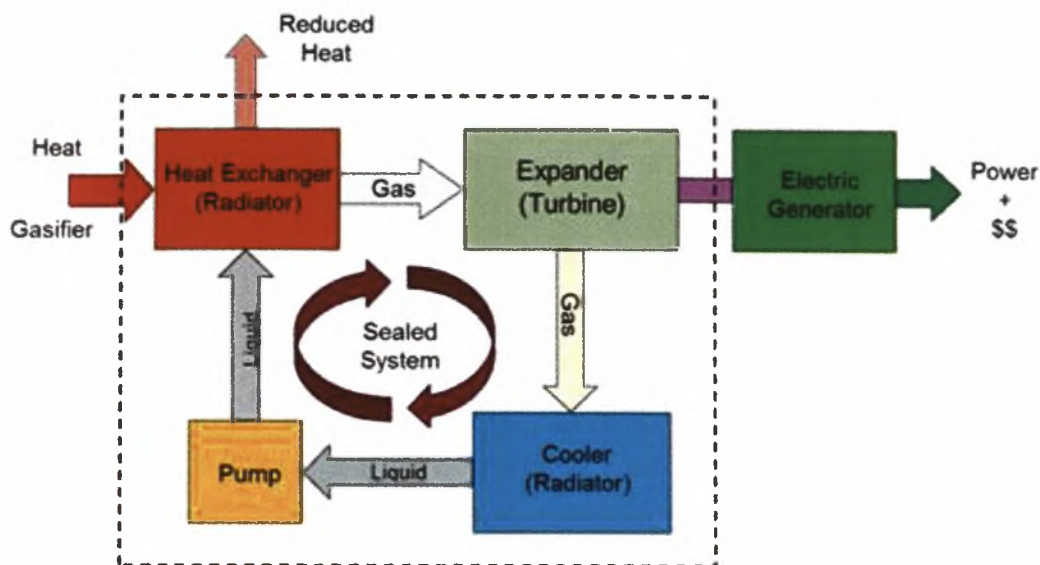 Reduced
Heat
Heat
Gasifier
Heat Exchanger
(Radiator)
Gas
Expander
(Turbine)
Electric
Generator
Power
+
$$
Liquid
Sealed
System
Gas
Pump
Liquid
Cooler
(Radiator)